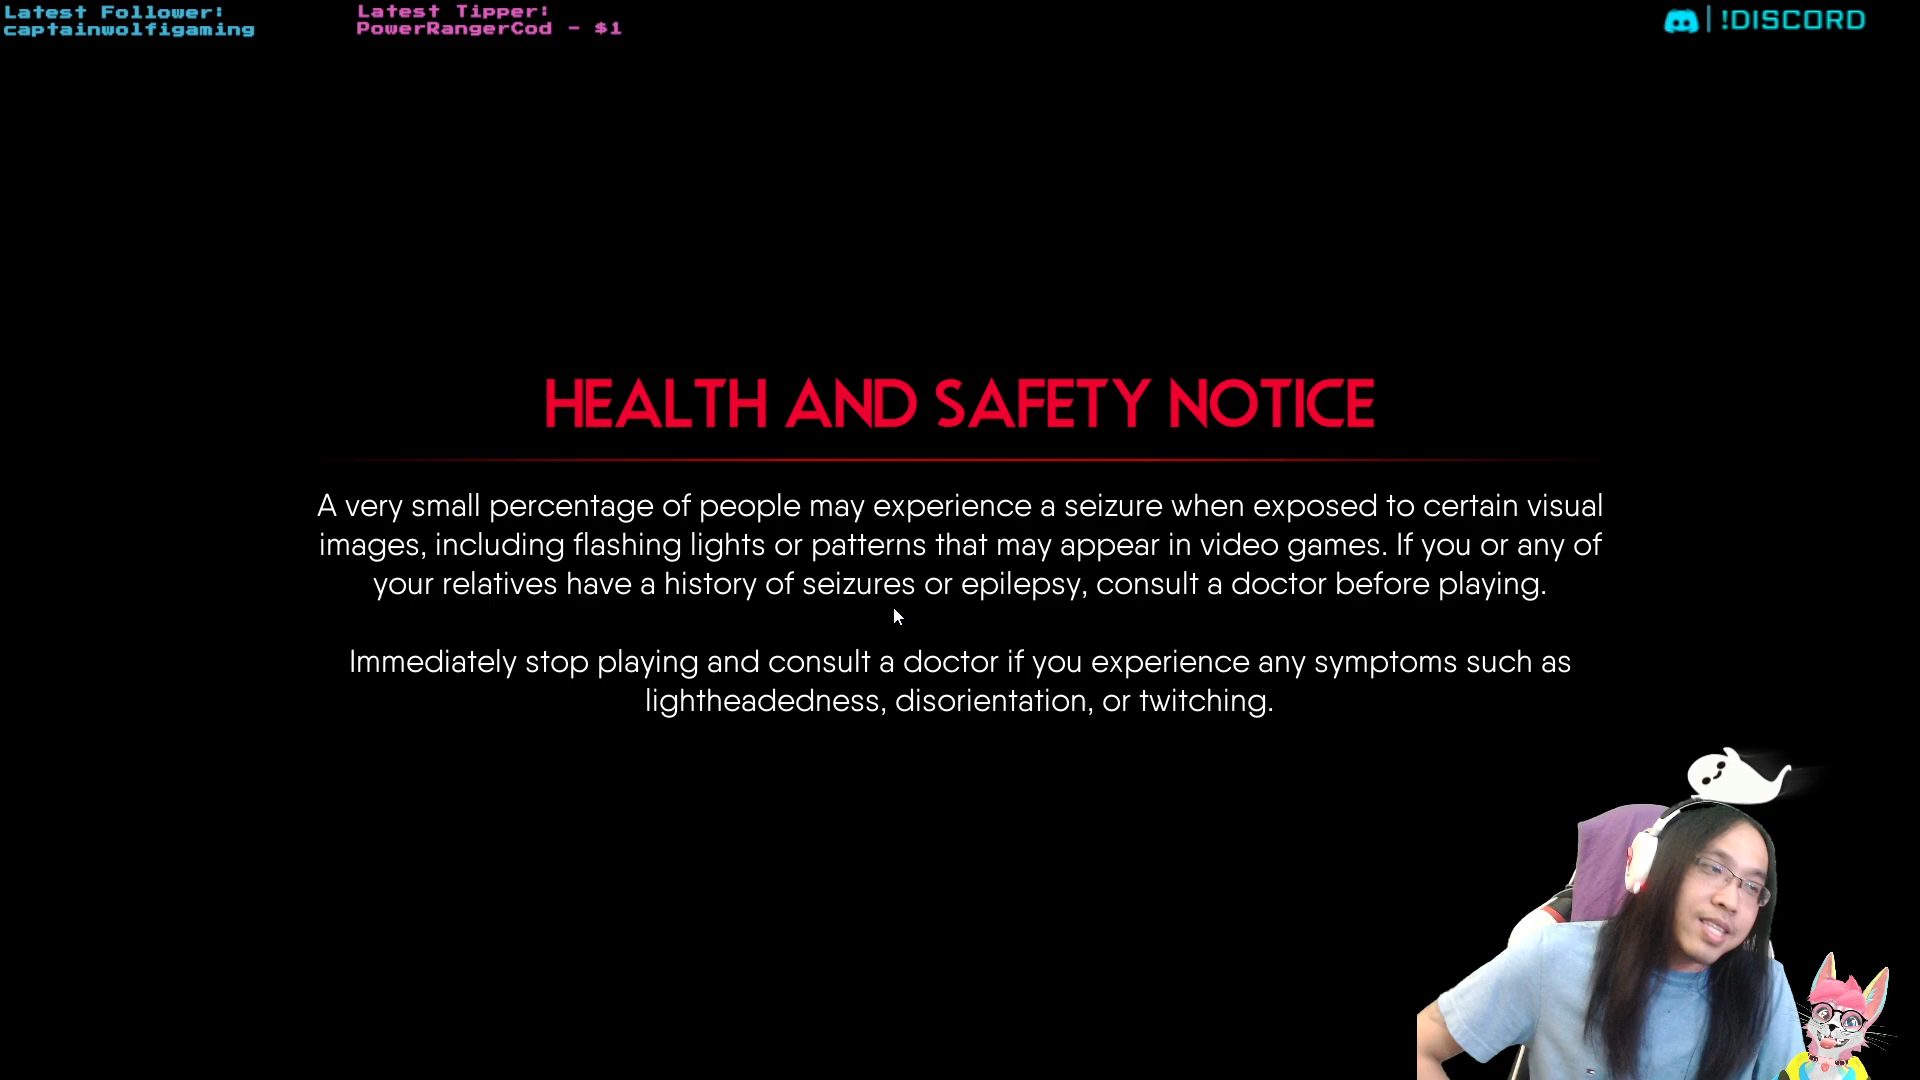 Latest Follower:
captainwolfigaming
Latest Tipper:
PowerRangerCod - $1
!DISCORD
HEALTH AND SAFETY NOTICE
A very small percentage of people may experience a seizure when exposed to certain visual
images, including flashing lights or patterns that may appear in video games. If you or any of
your relatives have a history of seizures or epilepsy, consult a doctor before playing.
Immediately stop playing and consult a doctor if you experience any symptoms such as
lightheadedness, disorientation, or twitching.